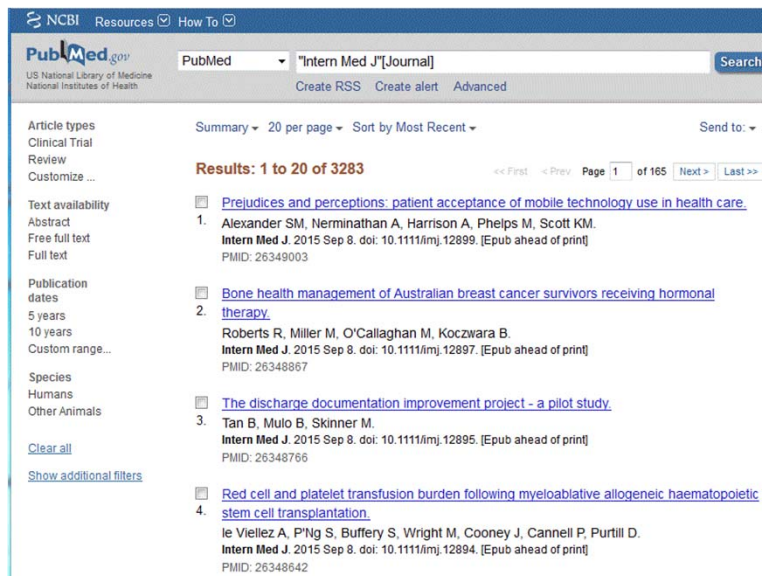 NCBI Resources How To
PubMed.gov
US National Library of Medicine
National Institutes of Health
PubMed
"Intern Med J"[Journal]
Search
Create RSS Create alert Advanced
Article types
Clinical Trial
Review
Customize ...
Text availability
Abstract
Free full text
Full text
Publication
dates
5 years
10 years
Custom range...
Species
Humans
Other Animals
Clear all
Show additional filters
Summary 20 per page Sort by Most Recent Send to:
Results: 1 to 20 of 3283
<< First < Prev Page 1 of 165 Next > Last >>
Prejudices and perceptions: patient acceptance of mobile technology use in health care.
1. Alexander SM, Nerminathan A, Harrison A, Phelps M, Scott KM.
Intern Med J. 2015 Sep 8. doi: 10.1111/imj.12899. [Epub ahead of print]
PMID: 26349003
Bone health management of Australian breast cancer survivors receiving hormonal
2. therapy.
Roberts R, Miller M, O'Callaghan M, Koczwara B.
Intern Med J. 2015 Sep 8. doi: 10.1111/imj.12897. [Epub ahead of print]
PMID: 26348867
The discharge documentation improvement project - a pilot study.
3. Tan B, Mulo B, Skinner M.
Intern Med J. 2015 Sep 8. doi: 10.1111/imj.12895. [Epub ahead of print]
PMID: 26348766
Red cell and platelet transfusion burden following myeloablative allogeneic haematopoietic
4. stem cell transplantation.
le Viellez A, P'Ng S, Buffery S, Wright M, Cooney J, Cannell P, Purtill D.
Intern Med J. 2015 Sep 8. doi: 10.1111/imj.12894. [Epub ahead of print]
PMID: 26348642